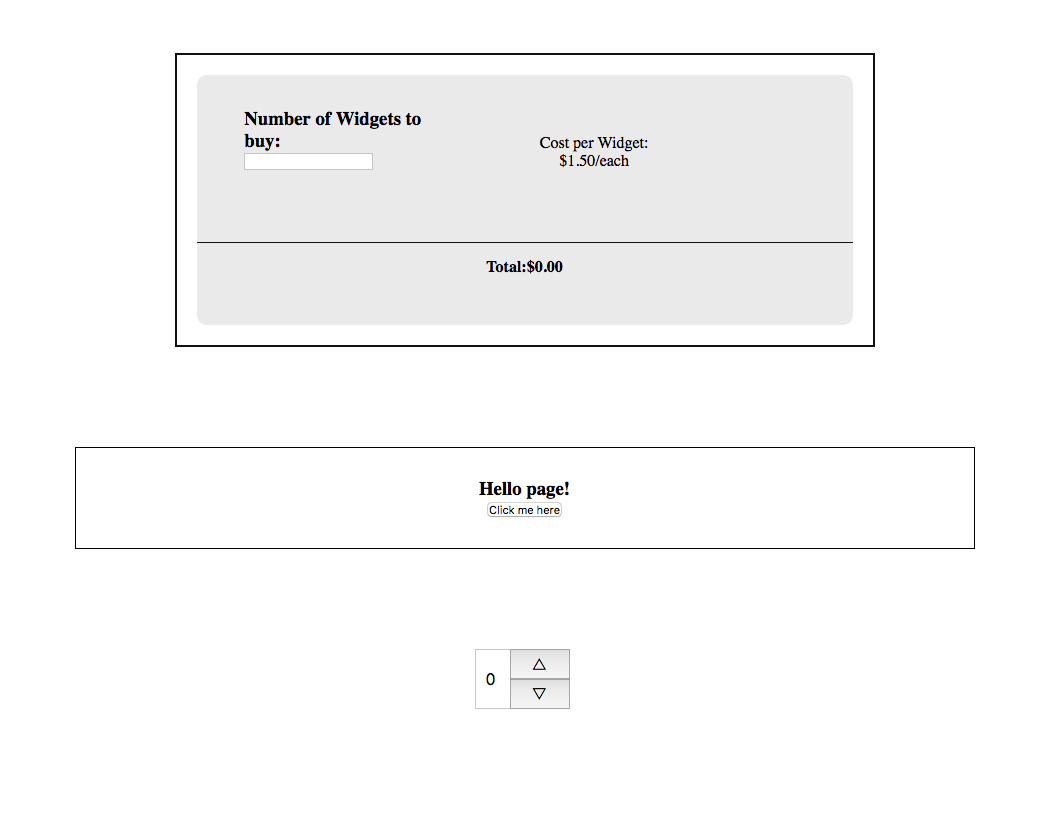 Number of Widgets to
buy:
Cost per Widget:
$1.50/each
Total:$0.00
Hello page!
Click me here
0